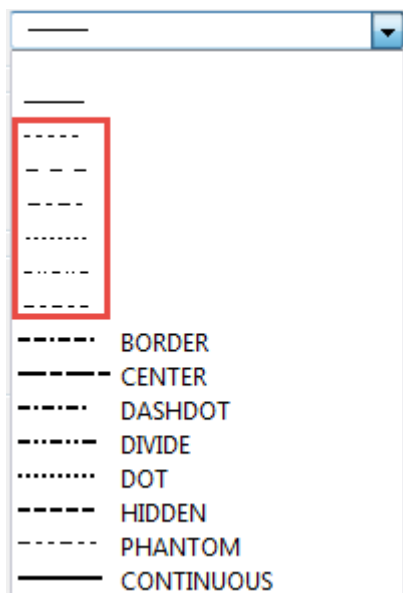 BORDER
CENTER
DASHDOT
DIVIDE
DOT
HIDDEN
PHANTOM
CONTINUOUS